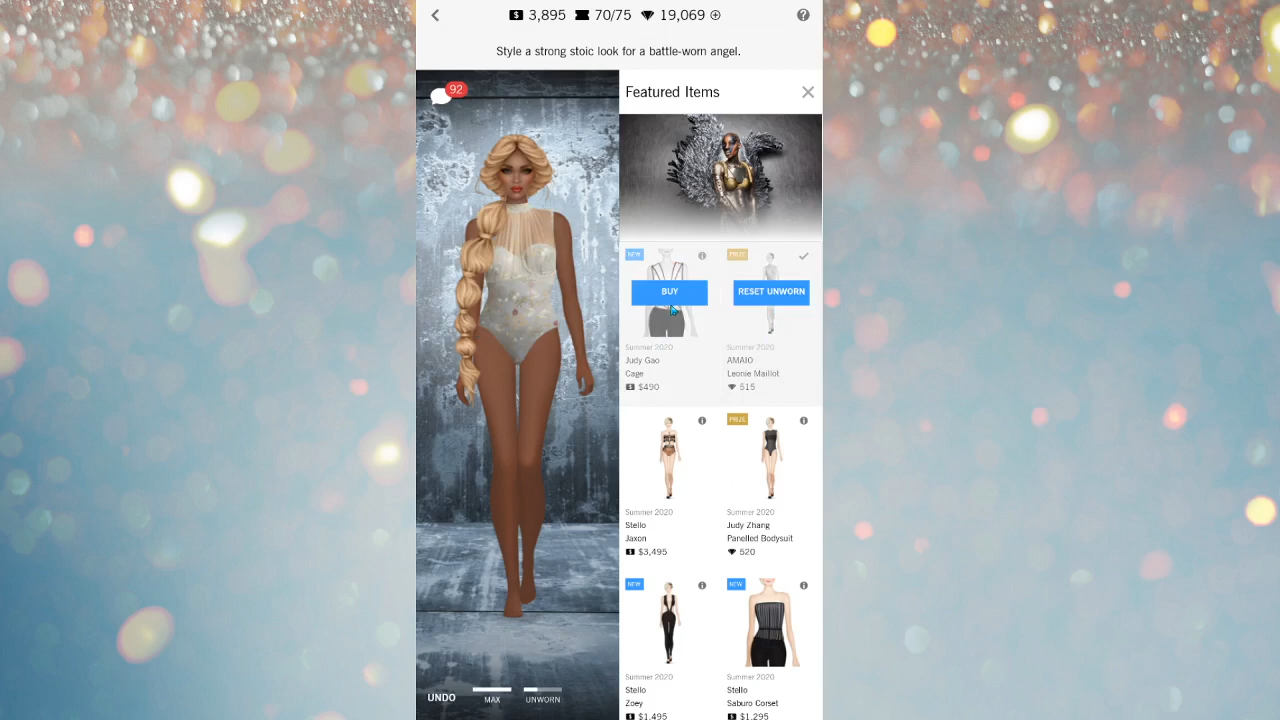 3,895 70/75 19,069
Style a strong stoic look for a battle-worn angel.
92
Featured Items
NEW
PRIZE
BUY
RESET UNWORN
Summer 2020
Judy Gao
Cage
$490
Summer 2020
AMAIO
Leonie Maillot
515
PRIZE
Summer 2020
Stello
Jaxon
$3,495
Summer 2020
Judy Zhang
Panelled Bodysuit
520
NEW
NEW
Summer 2020
Stello
Zoey
$1,495
Summer 2020
Stello
Saburo Corset
$1,295
UNDO
MAX
UNWORN